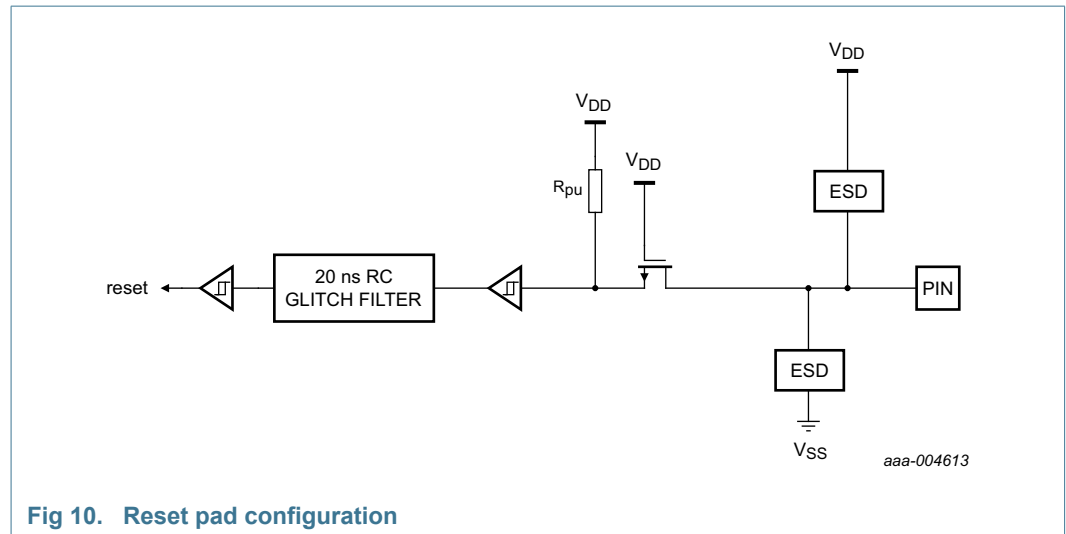 VDD
VDD
VDD
Rpu
ESD
reset
20 ns RC
GLITCH FILTER
PIN
ESD
VSS
aaa-004613
Fig 10. Reset pad configuration